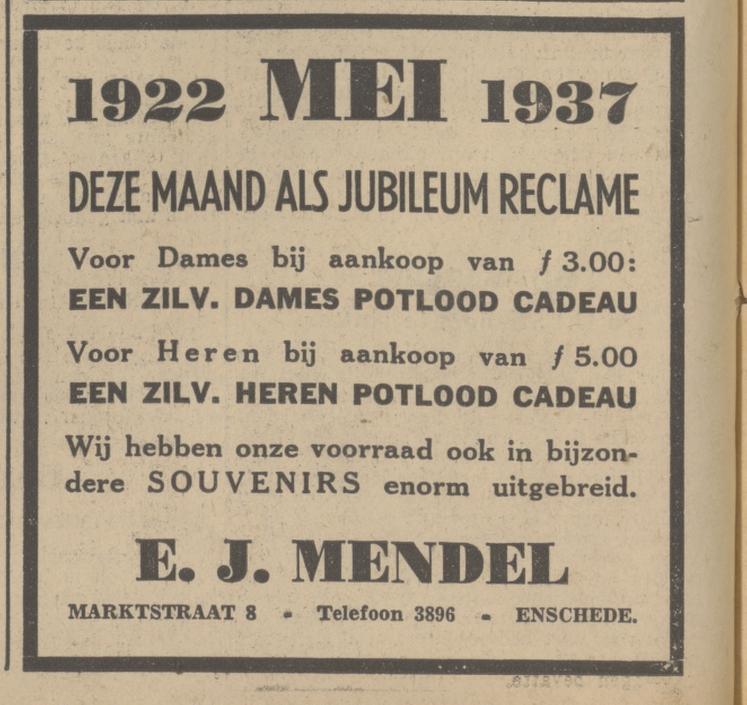 1922 MEI 1937
DEZE MAAND ALS JUBILEUM RECLAME
Voor Dames bij aankoop van ƒ 3.00:
EEN ZILV. DAMES POTLOOD CADEAU
Voor Heren bij aankoop van ƒ 5.00
EEN ZILV. HEREN POTLOOD CADEAU
Wij hebben onze voorraad ook in bijzon-
dere SOUVENIRS enorm uitgebreid.
E. J. MENDEL
MARKTSTRAAT 8 - Telefoon 3896 - ENSCHEDE.